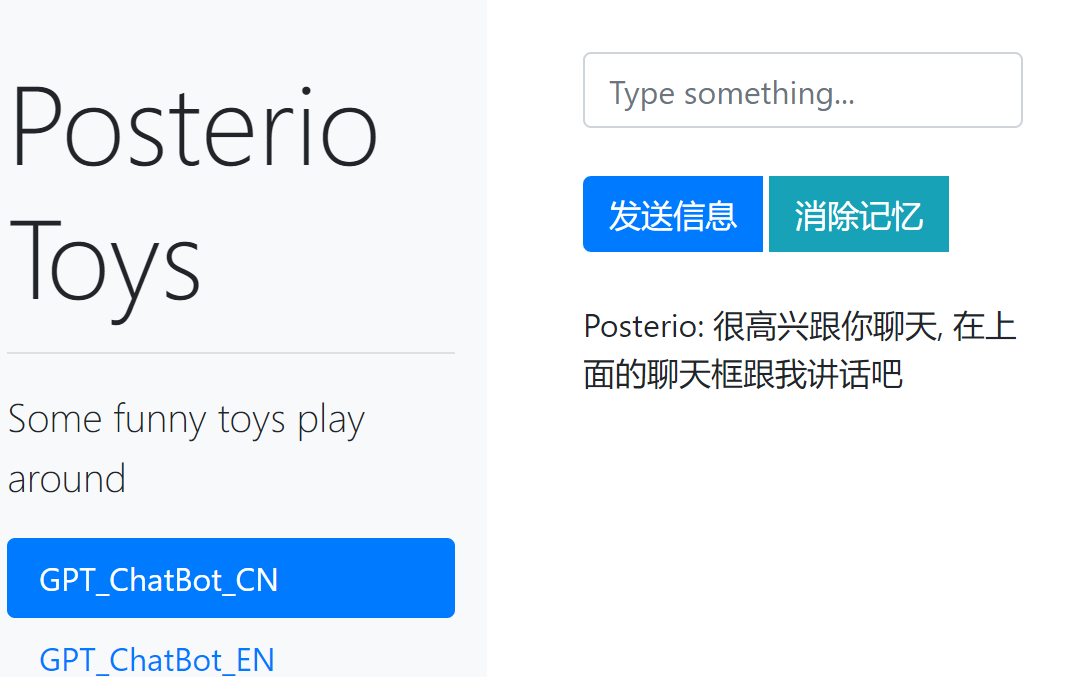 Posterio
Toys
Some funny toys play
around
GPT_ChatBot_CN
GPT_ChatBot_EN
Type something...
发送信息 消除记忆
Posterio: 很高兴跟你聊天, 在上
面的聊天框跟我讲话吧